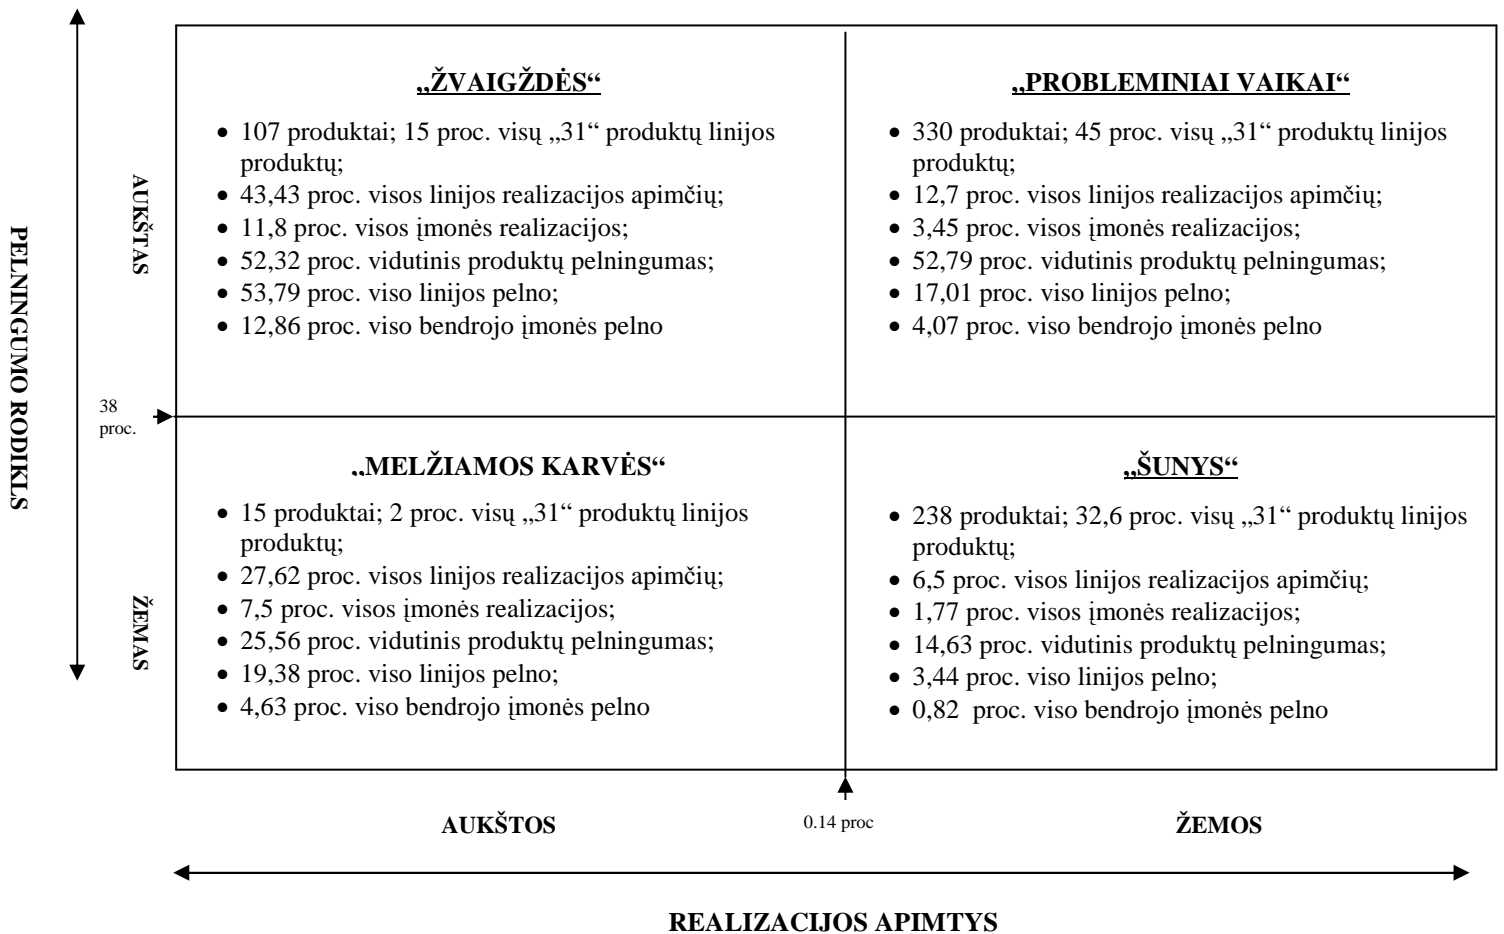 „ŽVAIGŽDĖS“
• 107 produktai; 15 proc. visų „31“ produktų linijos
produktų;
• 43,43 proc. visos linijos realizacijos apimčių;
• 11,8 proc. visos įmonės realizacijos;
• 52,32 proc. vidutinis produktų pelningumas;
• 53,79 proc. viso linijos pelno;
• 12,86 proc. viso bendrojo įmonės pelno
„PROBLEMINIAI VAIKAI“
• 330 produktai; 45 proc. visų „31“ produktų linijos
produktų;
• 12,7 proc. visos linijos realizacijos apimčių;
• 3,45 proc. visos įmonės realizacijos;
• 52,79 proc. vidutinis produktų pelningumas;
• 17,01 proc. viso linijos pelno;
• 4,07 proc. viso bendrojo įmonės pelno
PELNINGUMO RODIKLS
AUKŠTAS
38
proc.
ŽEMAS
„MELŽIAMOS KARVĖS“
• 15 produktai; 2 proc. visų „31“ produktų linijos
produktų;
• 27,62 proc. visos linijos realizacijos apimčių;
• 7,5 proc. visos įmonės realizacijos;
• 25,56 proc. vidutinis produktų pelningumas;
• 19,38 proc. viso linijos pelno;
• 4,63 proc. viso bendrojo įmonės pelno
„ŠUNYS“
• 238 produktai; 32,6 proc. visų „31“ produktų linijos
produktų;
• 6,5 proc. visos linijos realizacijos apimčių;
• 1,77 proc. visos įmonės realizacijos;
• 14,63 proc. vidutinis produktų pelningumas;
• 3,44 proc. viso linijos pelno;
• 0,82 proc. viso bendrojo įmonės pelno
AUKŠTOS
0.14 proc
ŽEMOS
REALIZACIJOS APIMTYS